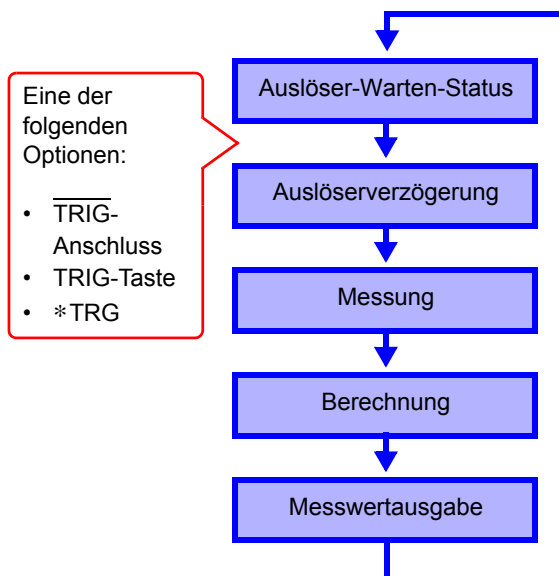 Auslöser-Warten-Status
Eine der
folgenden
Optionen:
• TRIG-
Anschluss
• TRIG-Taste
• *TRG
Auslöserverzögerung
Messung
Berechnung
Messwertausgabe